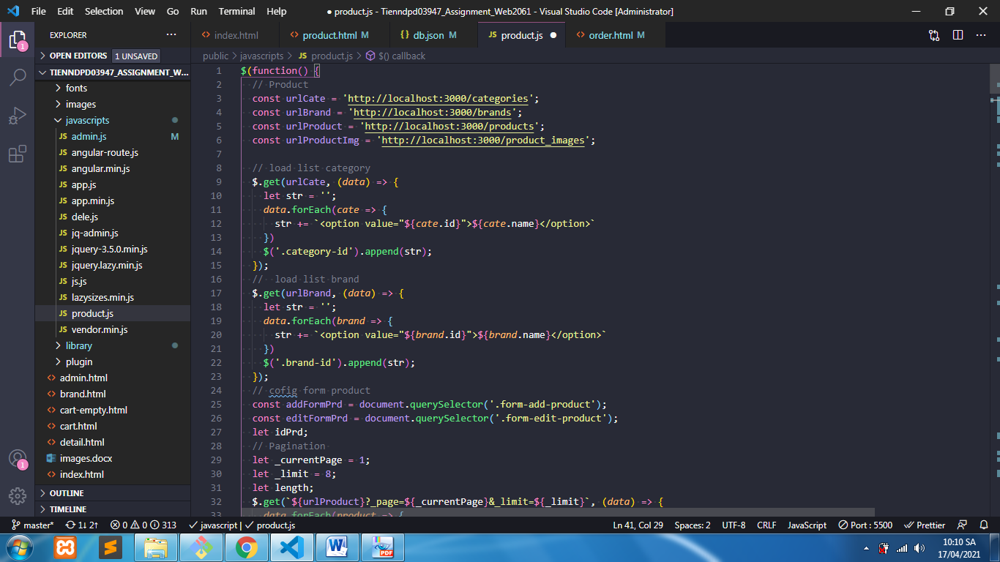 File Edit Selection View Go Run Terminal Help
● product.js - Tienndpd03947_Assignment_Web2061 - Visual Studio Code [Administrator]
EXPLORER
index.html
product.html M
db.json M
JS product.js
order.html M
OPEN EDITORS 1 UNSAVED
public > javascripts > JS product.js > $() callback
TIENNDPD03947_ASSIGNMENT_W...
fonts
images
javascripts
JS admin.js M
JS angular-route.js
JS angular.min.js
JS app.js
JS app.min.js
JS dele.js
JS jq-admin.js
JS jquery-3.5.0.min.js
JS jquery.lazy.min.js
JS js.js
JS lazysizes.min.js
JS product.js
JS vendor.min.js
library
plugin
admin.html
brand.html
cart-empty.html
cart.html
detail.html
images.docx
index.html
OUTLINE
TIMELINE
1
1
1 $(function() {
2 // Product
3 const urlCate = 'http://localhost:3000/categories';
4 const urlBrand = 'http://localhost:3000/brands';
5 const urlProduct = 'http://localhost:3000/products';
6 const urlProductImg = 'http://localhost:3000/product_images';
7
8 // load list category
9 $.get(urlCate, (data) => {
10 let str = '';
11 data.forEach(cate => {
12 str += `<option value="${cate.id}">${cate.name}</option>`
13 })
14 $('.category-id').append(str);
15 });
16 // load list brand
17 $.get(urlBrand, (data) => {
18 let str = '';
19 data.forEach(brand => {
20 str += `<option value="${brand.id}">${brand.name}</option>`
21 })
22 $('.brand-id').append(str);
23 });
24 // cofig form product
25 const addFormPrd = document.querySelector('.form-add-product');
26 const editFormPrd = document.querySelector('.form-edit-product');
27 let idPrd;
28 // Pagination
29 let _currentPage = 1;
30 let _limit = 8;
31 let length;
32 $.get(`${urlProduct}?_page=${_currentPage}&_limit=${_limit}`, (data) => {
33 data.forEach(product => {
master* 1↓ 2↑ 0 0 313 javascript | product.js
Ln 41, Col 29 Spaces: 2 UTF-8 CRLF JavaScript Port : 5500 Prettier
W PDF
10:10 SA
17/04/2021